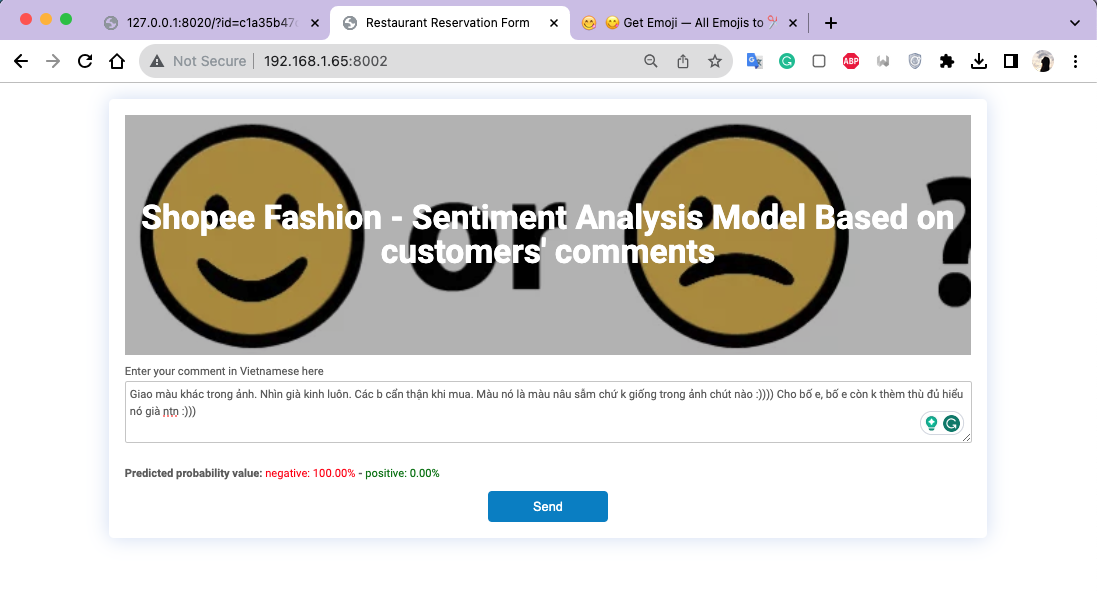 127.0.0.1:8020/?id=c1a35b47
Restaurant Reservation Form
Get Emoji — All Emojis to
Not Secure
192.168.1.65:8002
ABP
or
?
Shopee Fashion - Sentiment Analysis Model Based on
customers' comments
Enter your comment in Vietnamese here
Giao màu khác trong ảnh. Nhìn già kinh luôn. Các b cẩn thận khi mua. Màu nó là màu nâu sẫm chứ k giống trong ảnh chút nào :)))) Cho bố e, bố e còn k thèm thù đủ hiểu
nó già ntn :)))
Predicted probability value: negative: 100.00% - positive: 0.00%
Send